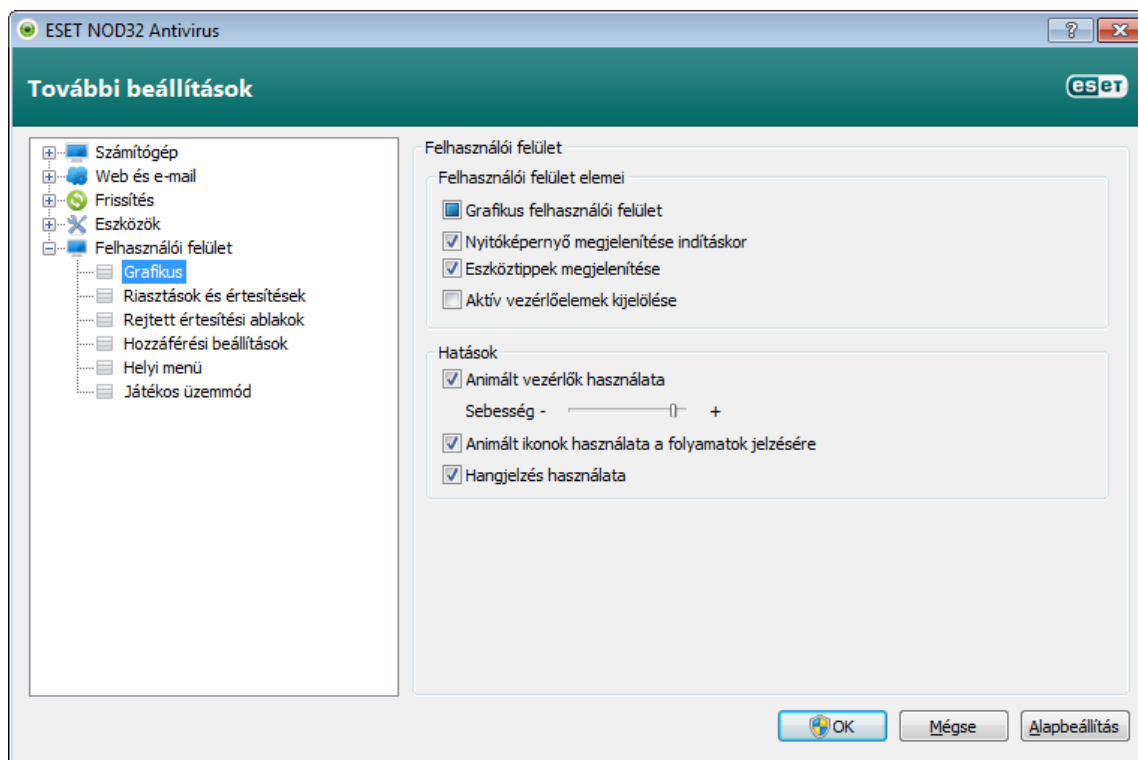 ESET NOD32 Antivirus
További beállítások
eset
Számítógép
Web és e-mail
Frissítés
Eszközök
Felhasználói felület
Grafikus
Riasztások és értesítések
Rejtett értesítési ablakok
Hozzáférési beállítások
Helyi menü
Játékos üzemmód
Felhasználói felület
Felhasználói felület elemei
Grafikus felhasználói felület
Nyitóképernyő megjelenítése indításkor
Eszköztippek megjelenítése
Aktív vezérlőelemek kijelölése
Hatások
Animált vezérlők használata
Sebesség - +
Animált ikonok használata a folyamatok jelzésére
Hangjelzés használata
OK Mégse Alapbeállítás